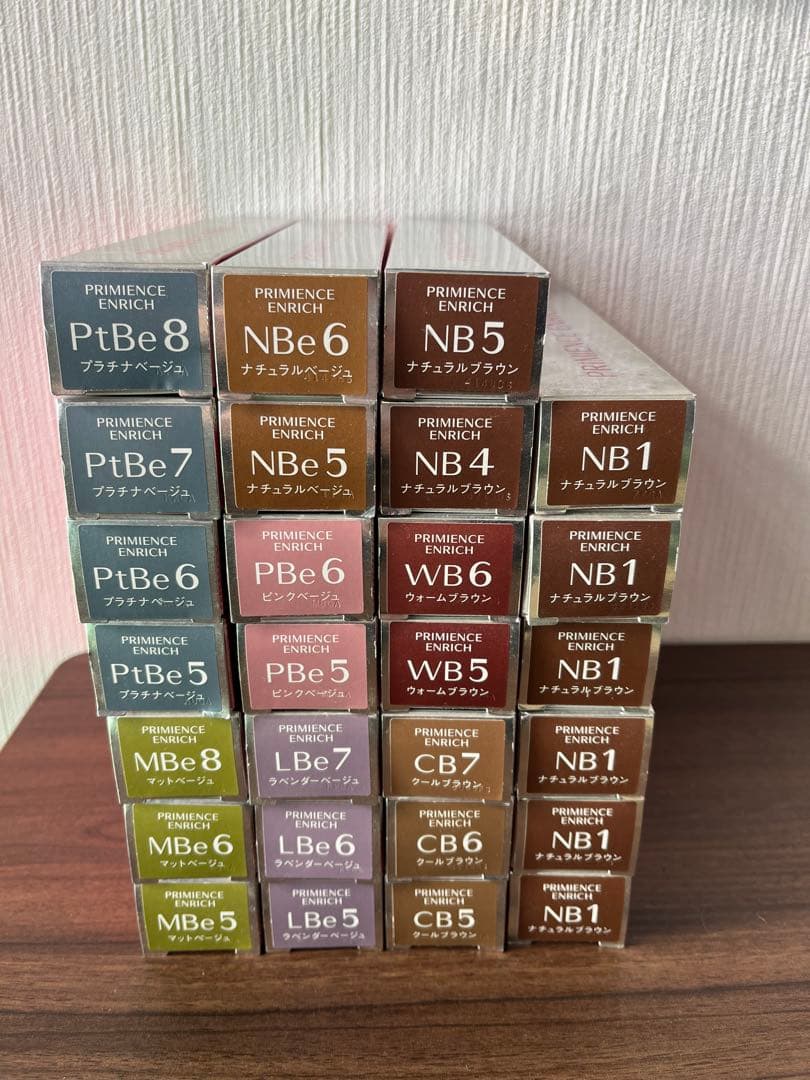 PRIMIENCE
ENRICH
PtBe8
プラチナベージュ
PRIMIENCE
ENRICH
NBe6
ナチュラルベージュ
PRIMIENCE
ENRICH
NB5
ナチュラルブラウン
PRIMIENCE
ENRICH
PtBe7
プラチナベージュ
PRIMIENCE
ENRICH
NBe5
ナチュラルベージュ
PRIMIENCE
ENRICH
NB4
ナチュラルブラウン
PRIMIENCE
ENRICH
NB1
ナチュラルブラウン
PRIMIENCE
ENRICH
PtBe6
プラチナベージュ
PRIMIENCE
ENRICH
PBe6
ピンクベージュ
PRIMIENCE
ENRICH
WB6
ウォームブラウン
PRIMIENCE
ENRICH
NB1
ナチュラルブラウン
PRIMIENCE
ENRICH
PtBe5
プラチナベージュ
PRIMIENCE
ENRICH
PBe5
ピンクベージュ
PRIMIENCE
ENRICH
WB5
ウォームブラウン
PRIMIENCE
ENRICH
NB1
ナチュラルブラウン
PRIMIENCE
ENRICH
MBe8
マットベージュ
PRIMIENCE
ENRICH
LBe7
ラベンダーベージュ
PRIMIENCE
ENRICH
CB7
クールブラウン
PRIMIENCE
ENRICH
NB1
ナチュラルブラウン
PRIMIENCE
ENRICH
MBe6
マットベージュ
PRIMIENCE
ENRICH
LBe6
ラベンダーベージュ
PRIMIENCE
ENRICH
CB6
クールブラウン
PRIMIENCE
ENRICH
NB1
ナチュラルブラウン
PRIMIENCE
ENRICH
MBe5
マットベージュ
PRIMIENCE
ENRICH
LBe5
ラベンダーベージュ
PRIMIENCE
ENRICH
CB5
クールブラウン
PRIMIENCE
ENRICH
NB1
ナチュラルブラウン